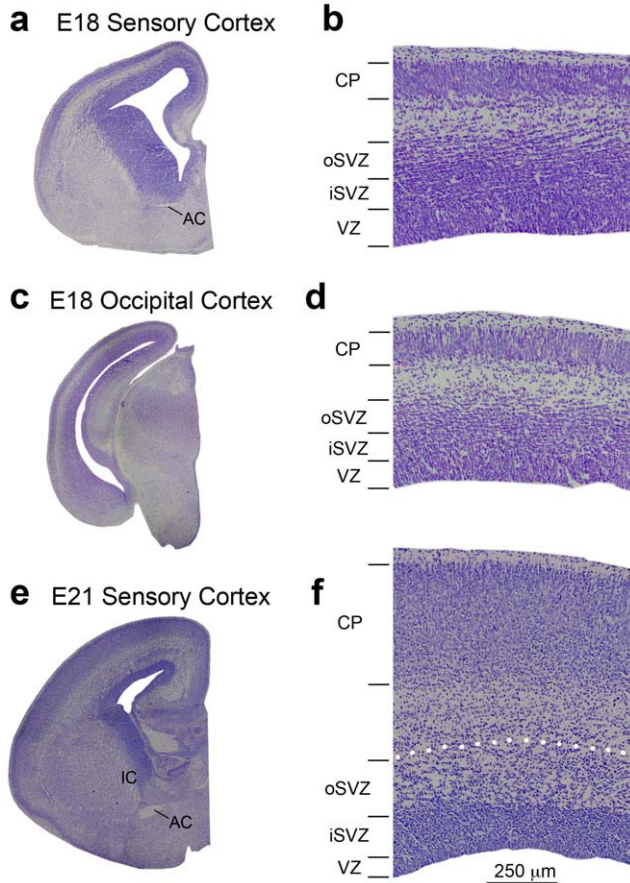 a E18 Sensory Cortex
AC
b
CP
oSVZ
iSVZ
VZ
c E18 Occipital Cortex
d
CP
oSVZ
iSVZ
VZ
e E21 Sensory Cortex
IC
AC
f
CP
oSVZ
iSVZ
VZ
250 μm